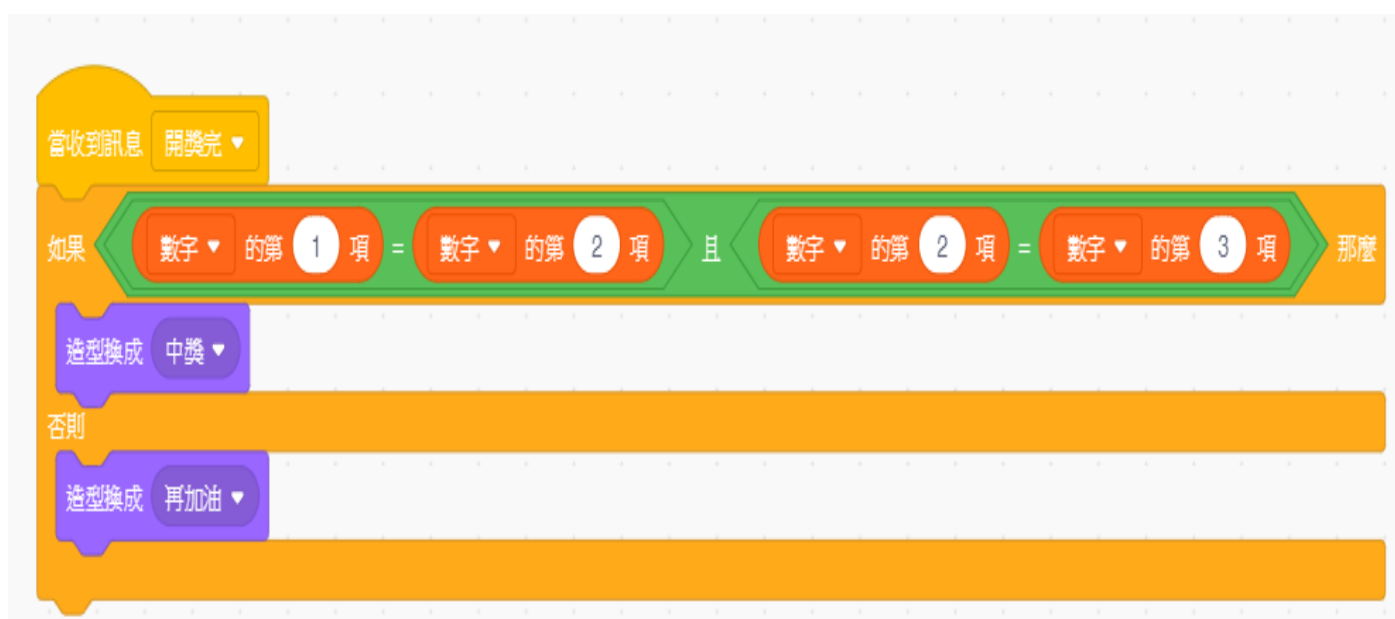 當收到訊息 開獎完
如果 數字 的第 1 項 = 數字 的第 2 項 且 數字 的第 2 項 = 數字 的第 3 項 那麼
造型換成 中獎
否則
造型換成 再加油